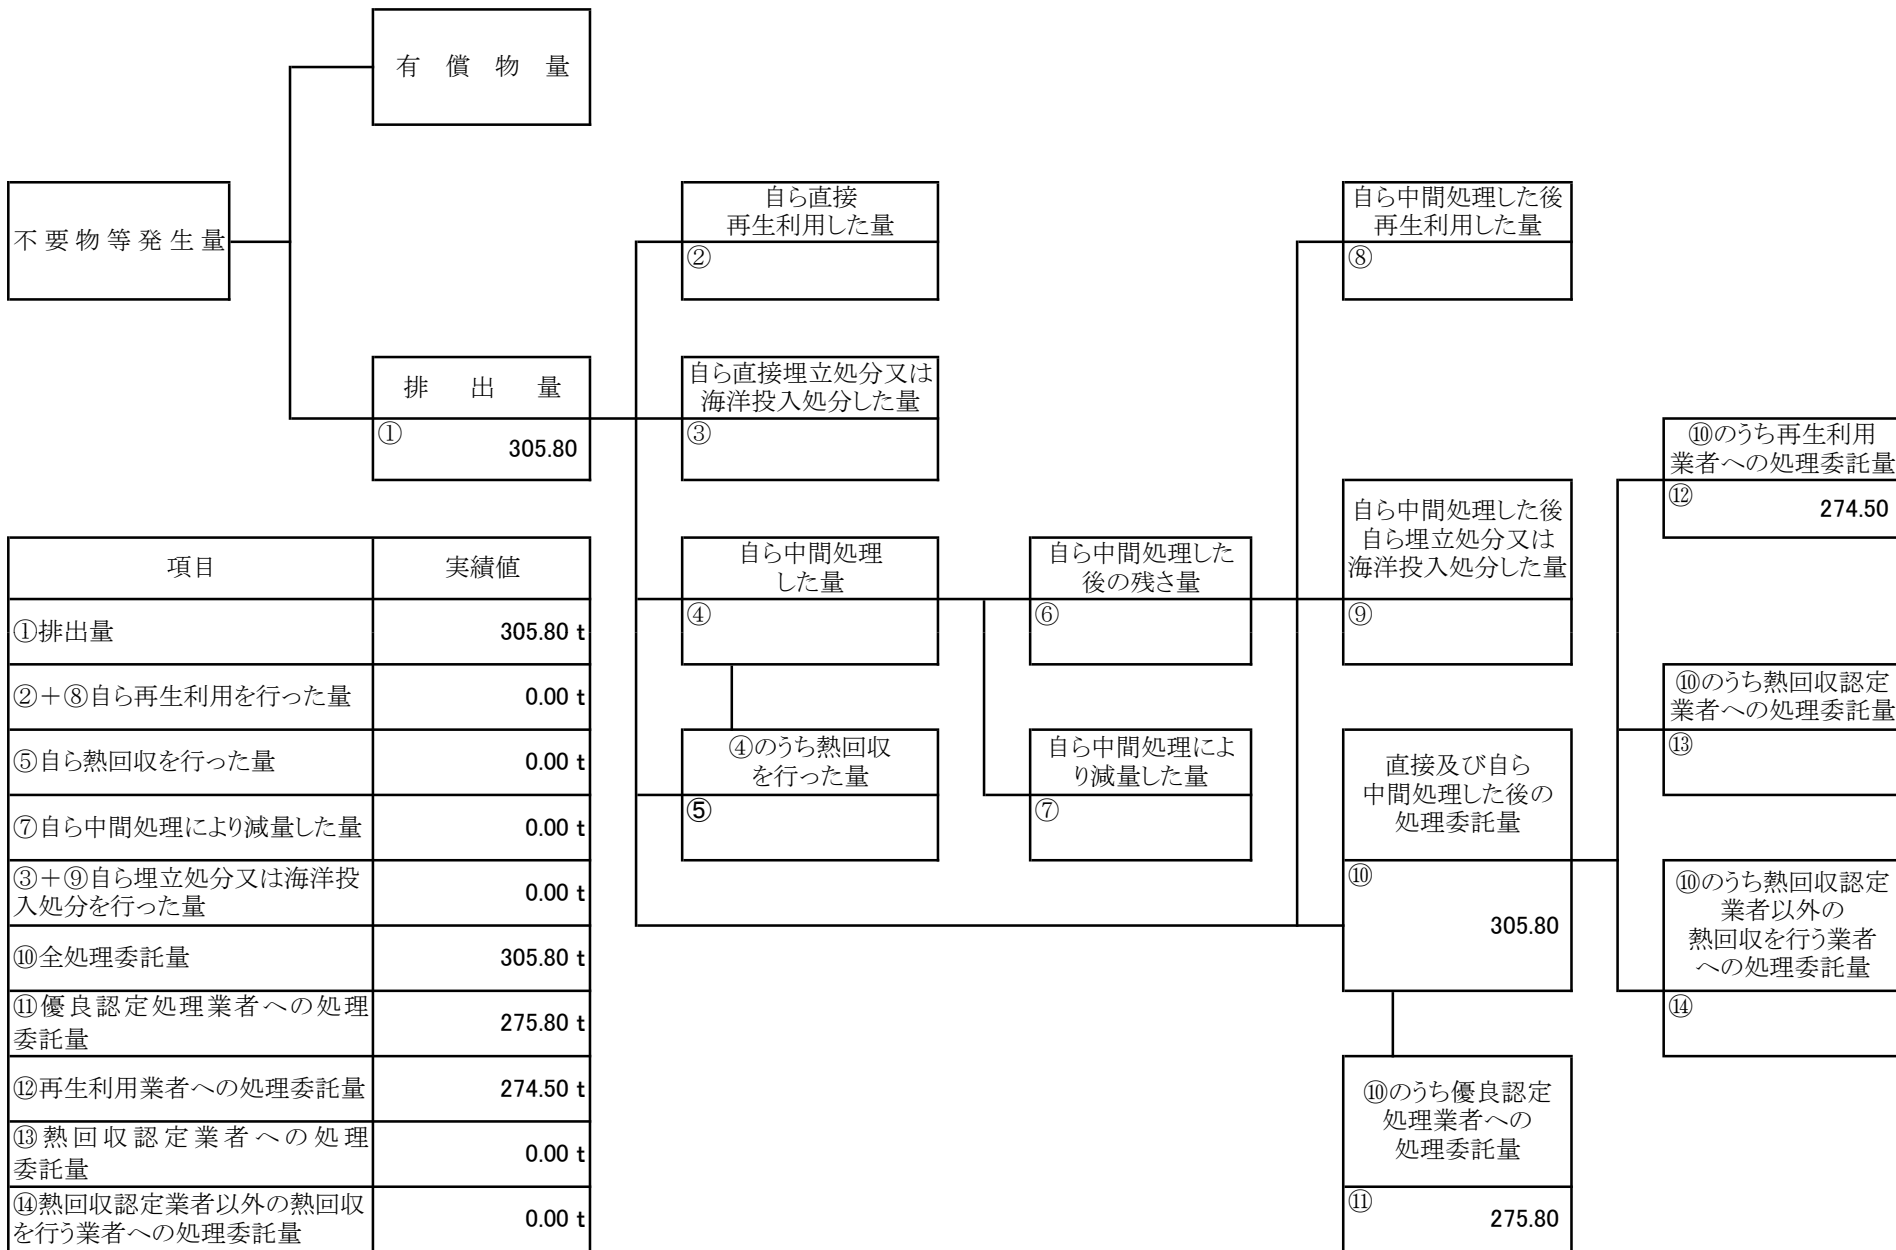 有償物量
不要物等発生量
自ら直接
再生利用した量
②
自ら中間処理した後
再生利用した量
⑧
排出量
①
305.80
自ら直接埋立処分又は
海洋投入処分した量
③
⑩のうち再生利用
業者への処理委託量
⑫
274.50
自ら中間処理
した量
④
自ら中間処理した
後の残さ量
⑥
自ら中間処理した後
自ら埋立処分又は
海洋投入処分した量
⑨
⑩のうち熱回収認定
業者への処理委託量
⑬
④のうち熱回収
を行った量
⑤
自ら中間処理によ
り減量した量
⑦
直接及び自ら
中間処理した後の
処理委託量
⑩
305.80
⑩のうち熱回収認定
業者以外の
熱回収を行う業者
への処理委託量
⑭
⑩のうち優良認定
処理業者への
処理委託量
⑪
275.80
項目 実績値
①排出量 305.80 t
②+⑧自ら再生利用を行った量 0.00 t
⑤自ら熱回収を行った量 0.00 t
⑦自ら中間処理により減量した量 0.00 t
③+⑨自ら埋立処分又は海洋投
入処分を行った量 0.00 t
⑩全処理委託量 305.80 t
⑪優良認定処理業者への処理
委託量 275.80 t
⑫再生利用業者への処理委託量 274.50 t
⑬熱回収認定業者への処理
委託量 0.00 t
⑭熱回収認定業者以外の熱回収
を行う業者への処理委託量 0.00 t